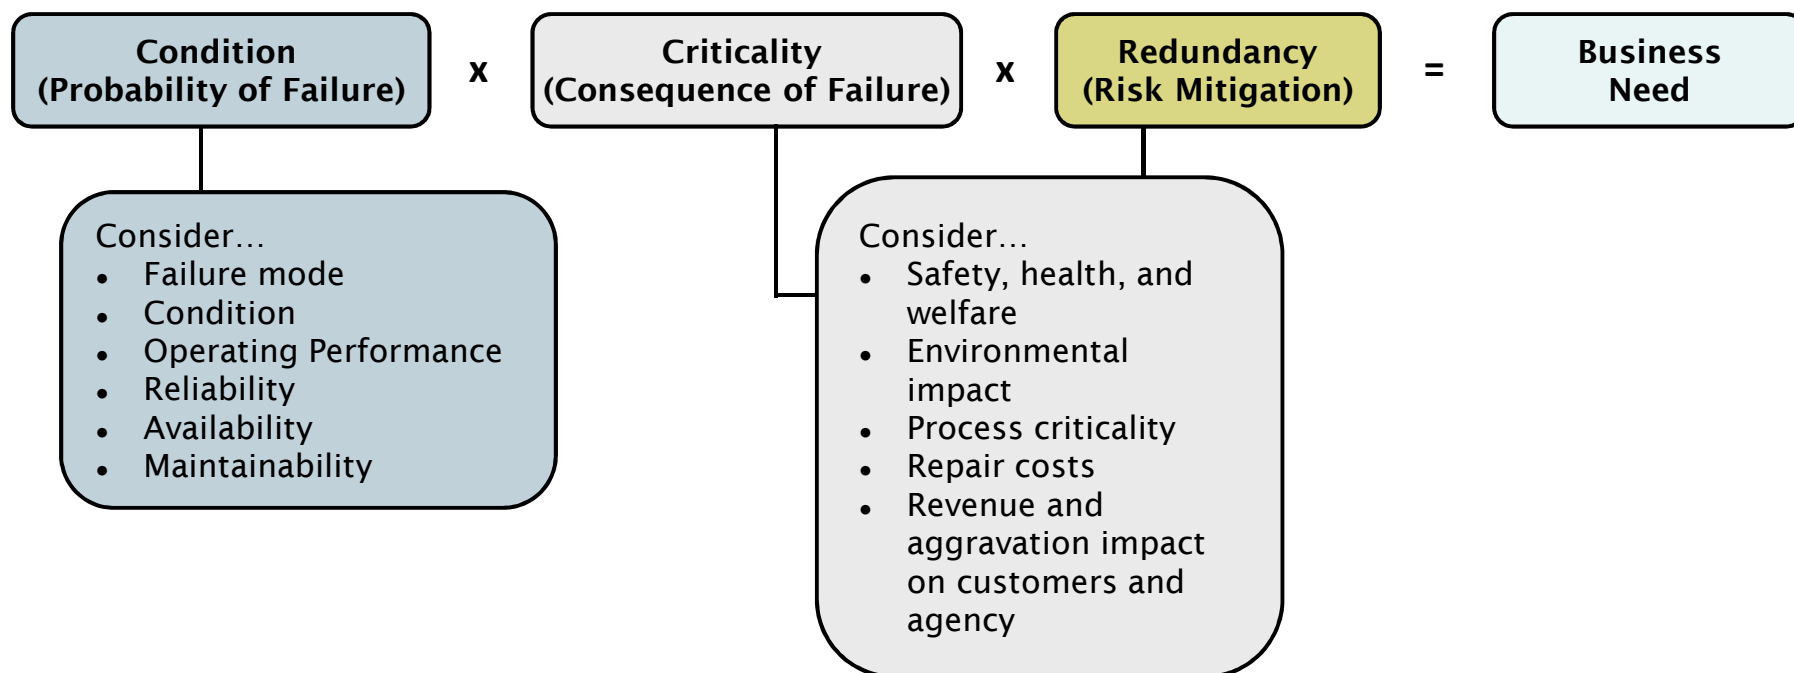 Condition
(Probability of Failure)
x
Criticality
(Consequence of Failure)
x
Redundancy
(Risk Mitigation)
=
Business
Need
Consider…
• Failure mode
• Condition
• Operating Performance
• Reliability
• Availability
• Maintainability
Consider…
• Safety, health, and
welfare
• Environmental
impact
• Process criticality
• Repair costs
• Revenue and
aggravation impact
on customers and
agency